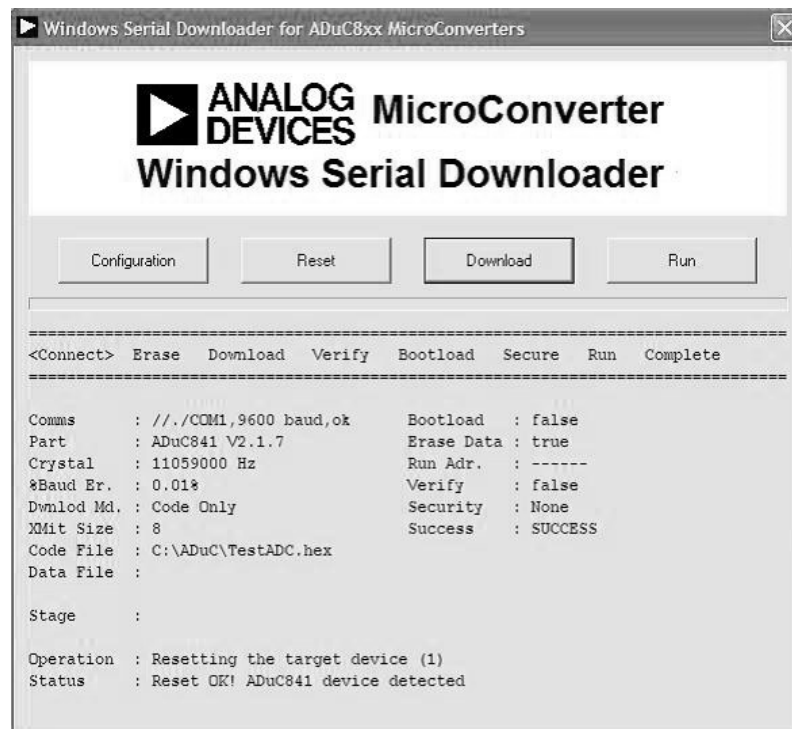 Windows Serial Downloader for ADuC8xx MicroConverters
ANALOG DEVICES MicroConverter
Windows Serial Downloader
Configuration Reset Download Run
<Connect> Erase Download Verify Bootload Secure Run Complete
Comms : //./COM1,9600 baud,ok Bootload : false
Part : ADuC841 V2.1.7 Erase Data : true
Crystal : 11059000 Hz Run Adr. : ------
%Baud Er. : 0.01% Verify : false
Dwnlod Md. : Code Only Security : None
XMit Size : 8 Success : SUCCESS
Code File : C:\ADuC\TestADC.hex
Data File :
Stage :
Operation : Resetting the target device (1)
Status : Reset OK! ADuC841 device detected